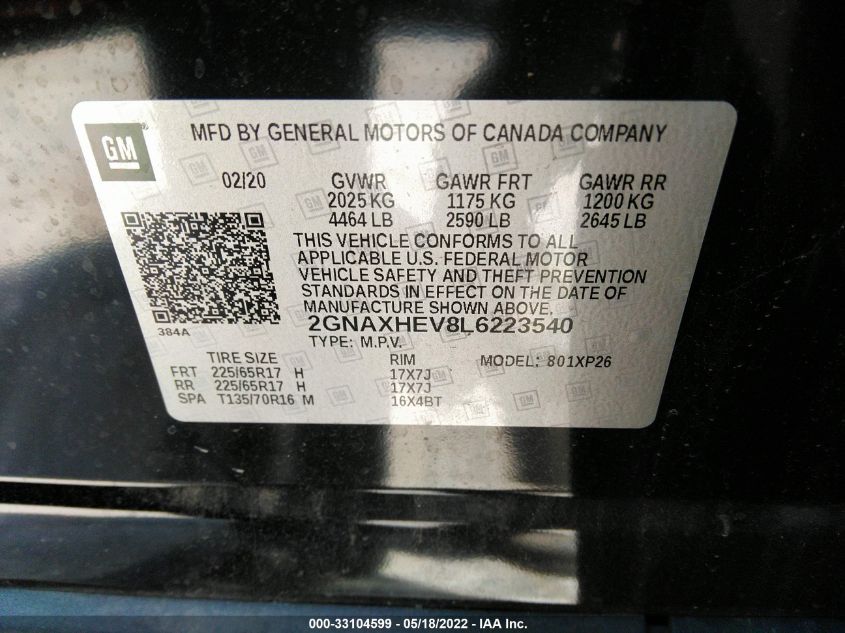 GM
MFD BY GENERAL MOTORS OF CANADA COMPANY
02/20 GVWR GAWR FRT GAWR RR
2025 KG 1175 KG 1200 KG
4464 LB 2590 LB 2645 LB
THIS VEHICLE CONFORMS TO ALL
APPLICABLE U.S. FEDERAL MOTOR
VEHICLE SAFETY AND THEFT PREVENTION
STANDARDS IN EFFECT ON THE DATE OF
MANUFACTURE SHOWN ABOVE.
384A
2GNAXHEV8L6223540
TYPE: M.P.V.
TIRE SIZE RIM MODEL: 801XP26
FRT 225/65R17 H 17X7J
RR 225/65R17 H 17X7J
SPA T135/70R16 M 16X4BT
000-33104599 - 05/18/2022 - IAA Inc.